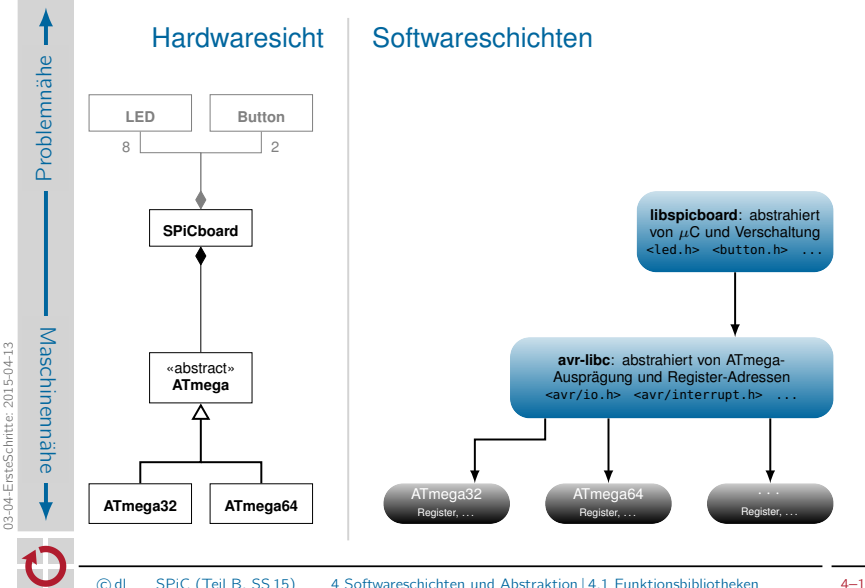 Hardwaresicht
Softwareschichten
Problemnähe
Maschinennähe
03-04-ErsteSchritte: 2015-04-13
LED
Button
8
2
SPiCboard
«abstract»
ATmega
ATmega32
ATmega64
libspicboard: abstrahiert
von μC und Verschaltung
<led.h> <button.h> ...
avr-libc: abstrahiert von ATmega-
Ausprägung und Register-Adressen
<avr/io.h> <avr/interrupt.h> ...
ATmega32
Register, ...
ATmega64
Register, ...
...
Register, ...
© dl SPiC (Teil B, SS 15) 4 Softwareschichten und Abstraktion | 4.1 Funktionsbibliotheken 4–1